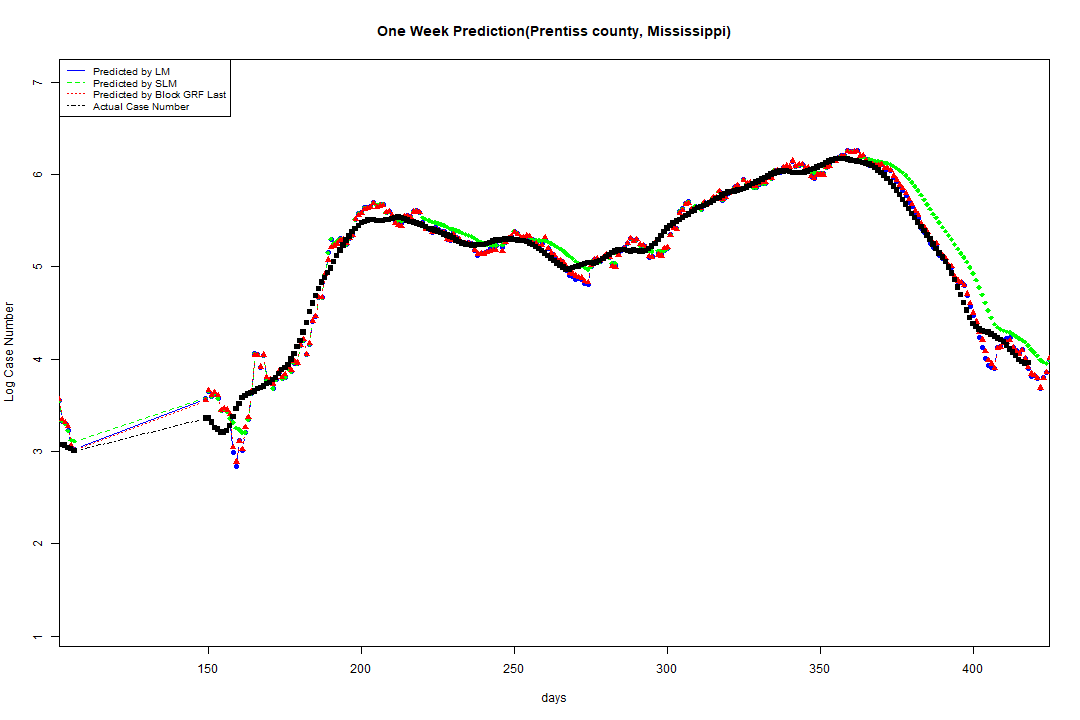 One Week Prediction(Prentiss county, Mississippi)
Predicted by LM
Predicted by SLM
Predicted by Block GRF Last
Actual Case Number
7
6
5
4
3
2
1
Log Case Number
150 200 250 300 350 400
days